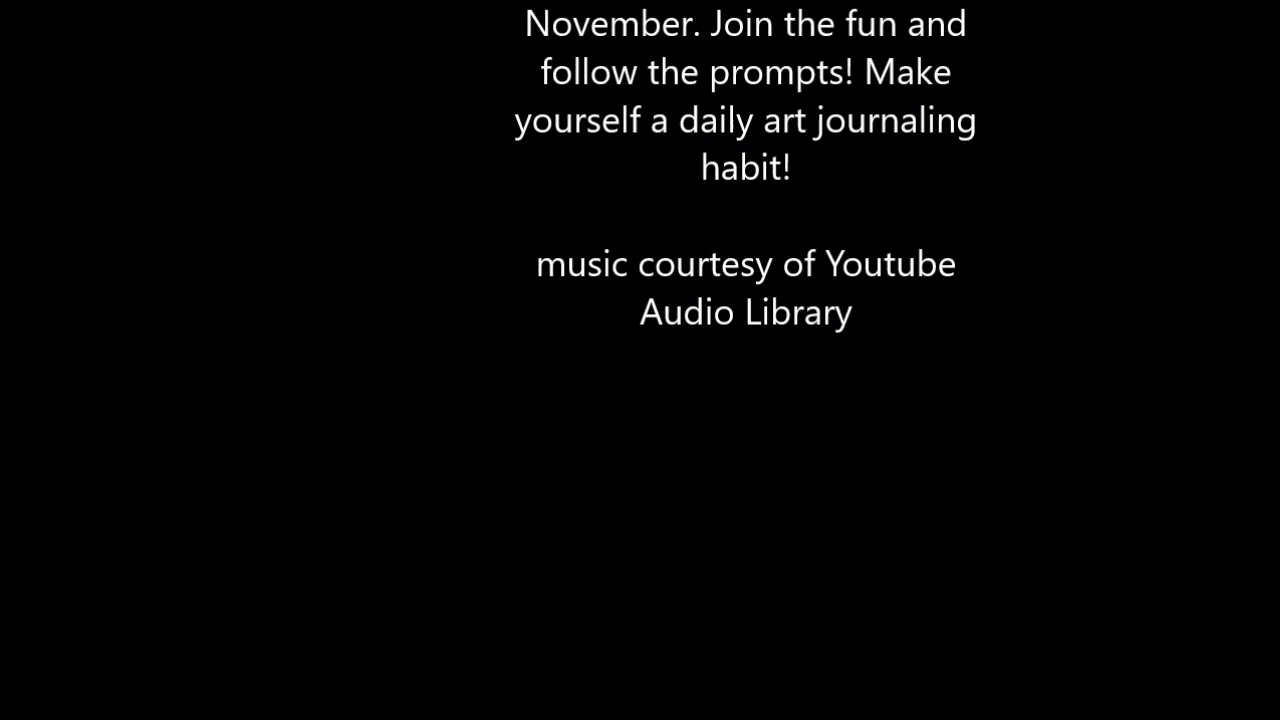 November. Join the fun and
follow the prompts! Make
yourself a daily art journaling
habit!
music courtesy of Youtube
Audio Library